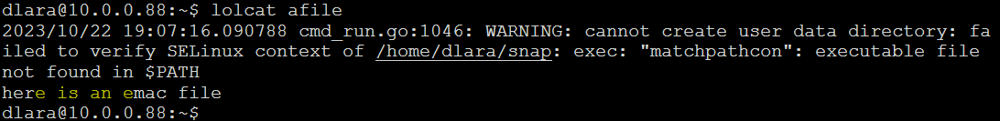 dlara@10.0.0.88:~$ lolcat afile
2023/10/22 19:07:16.090788 cmd_run.go:1046: WARNING: cannot create user data directory: fa
iled to verify SELinux context of /home/dlara/snap: exec: "matchpathcon": executable file
not found in $PATH
here is an emac file
dlara@10.0.0.88:~$